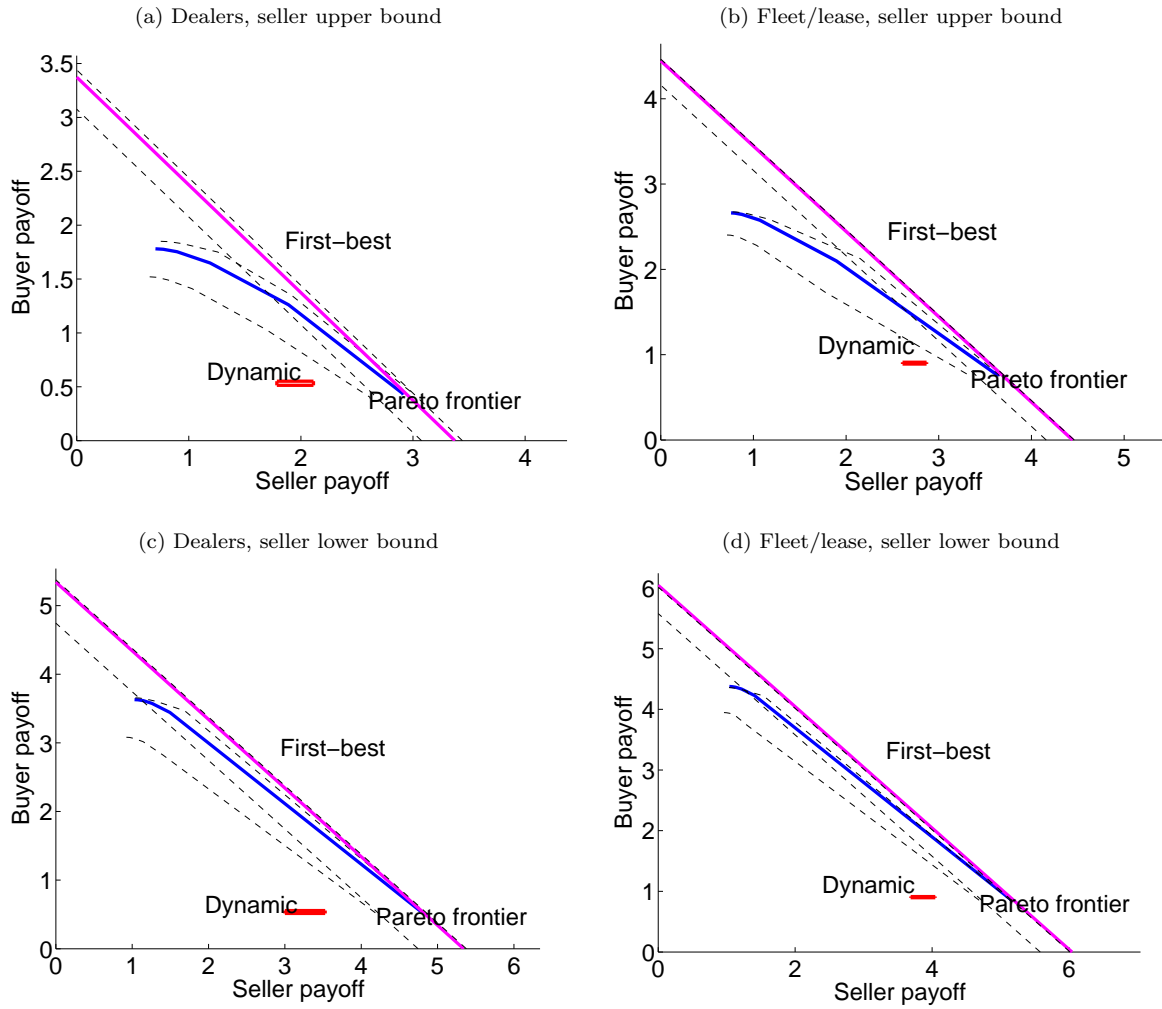 (a) Dealers, seller upper bound
3.5
3
2.5
2
1.5
1
0.5
0
Buyer payoff
First−best
Dynamic
Pareto frontier
0 1 2 3 4
Seller payoff
(b) Fleet/lease, seller upper bound
4
3
2
1
0
Buyer payoff
First−best
Dynamic
Pareto frontier
0 1 2 3 4 5
Seller payoff
(c) Dealers, seller lower bound
5
4
3
2
1
0
Buyer payoff
First−best
Dynamic
Pareto frontier
0 1 2 3 4 5 6
Seller payoff
(d) Fleet/lease, seller lower bound
6
5
4
3
2
1
0
Buyer payoff
First−best
Dynamic
Pareto frontier
0 2 4 6
Seller payoff